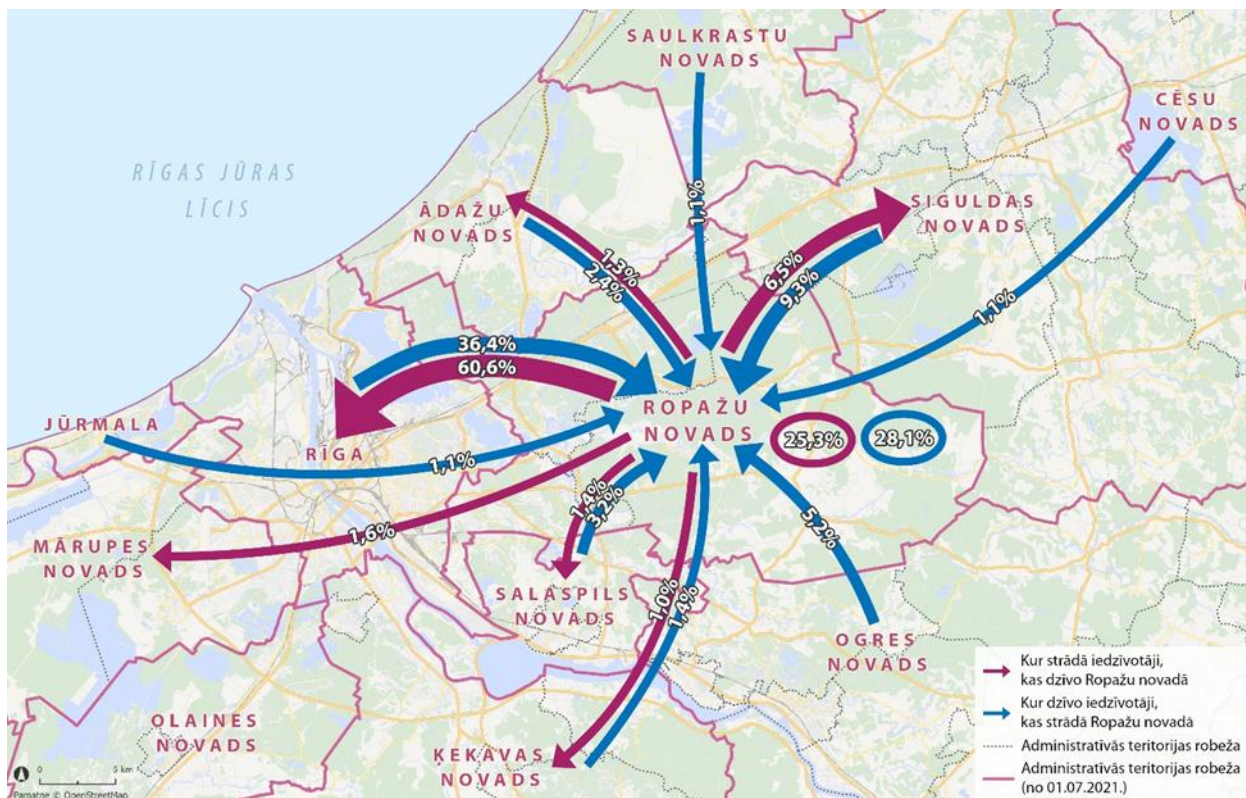 SAULKRASTU
NOVADS
CĒSU
NOVADS
RĪGAS JŪRAS
LĪCIS
ĀDAŽU
NOVADS
SIGULDAS
NOVADS
1,1%
1,3%
2,4%
6,5%
9,3%
1,1%
36,4%
60,6%
JŪRMALA
RĪGA
ROPAŽU
NOVADS
25,3%
28,1%
1,1%
1,6%
1,4%
3,2%
5,2%
MĀRUPES
NOVADS
SALASPILS
NOVADS
1,0%
1,4%
OGRES
NOVADS
OLAINES
NOVADS
ĶEKAVAS
NOVADS
Kur strādā iedzīvotāji,
kas dzīvo Ropažu novadā
Kur dzīvo iedzīvotāji,
kas strādā Ropažu novadā
Administratīvās teritorijas robeža
Administratīvās teritorijas robeža
(no 01.07.2021.)
0 5 km
Pamatne © OpenStreetMap